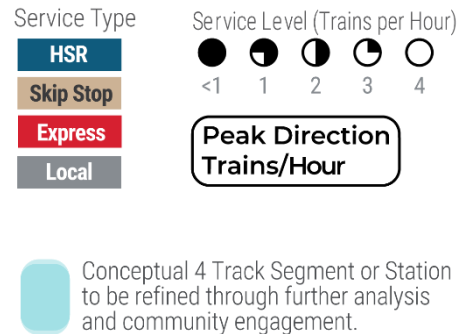 Service Type
HSR
Skip Stop
Express
Local
Service Level (Trains per Hour)
<1 1 2 3 4
Peak Direction
Trains/Hour
Conceptual 4 Track Segment or Station
to be refined through further analysis
and community engagement.